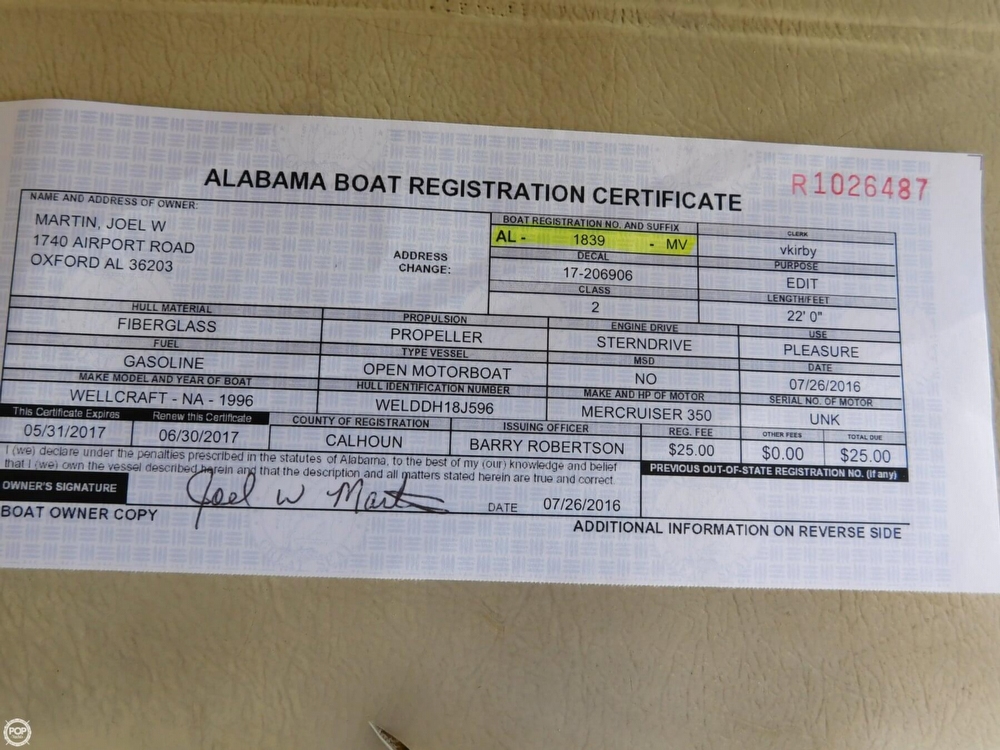 ALABAMA BOAT REGISTRATION CERTIFICATE
R1026487
NAME AND ADDRESS OF OWNER:
MARTIN, JOEL W
1740 AIRPORT ROAD
OXFORD AL 36203
ADDRESS
CHANGE:
BOAT REGISTRATION NO. AND SUFFIX
AL - 1839 - MV
DECAL
17-206906
CLASS
2
CLERK
vkirby
PURPOSE
EDIT
LENGTH/FEET
22' 0"
HULL MATERIAL
FIBERGLASS
PROPULSION
PROPELLER
ENGINE DRIVE
STERNDRIVE
USE
PLEASURE
FUEL
GASOLINE
TYPE VESSEL
OPEN MOTORBOAT
MSD
NO
DATE
07/26/2016
MAKE MODEL AND YEAR OF BOAT
WELLCRAFT - NA - 1996
HULL IDENTIFICATION NUMBER
WELDDH18J596
MAKE AND HP OF MOTOR
MERCRUISER 350
SERIAL NO. OF MOTOR
UNK
This Certificate Expires
05/31/2017
Renew this Certificate
06/30/2017
COUNTY OF REGISTRATION
CALHOUN
ISSUING OFFICER
BARRY ROBERTSON
REG. FEE
$25.00
OTHER FEES
$0.00
TOTAL DUE
$25.00
I (we) declare under the penalties prescribed in the statutes of Alabama, to the best of my (our) knowledge and belief
that I (we) own the vessel described herein and that the description and all matters stated herein are true and correct.
PREVIOUS OUT-OF-STATE REGISTRATION NO. (if any)
OWNER'S SIGNATURE
Joel W Martin
DATE 07/26/2016
BOAT OWNER COPY
ADDITIONAL INFORMATION ON REVERSE SIDE
POP